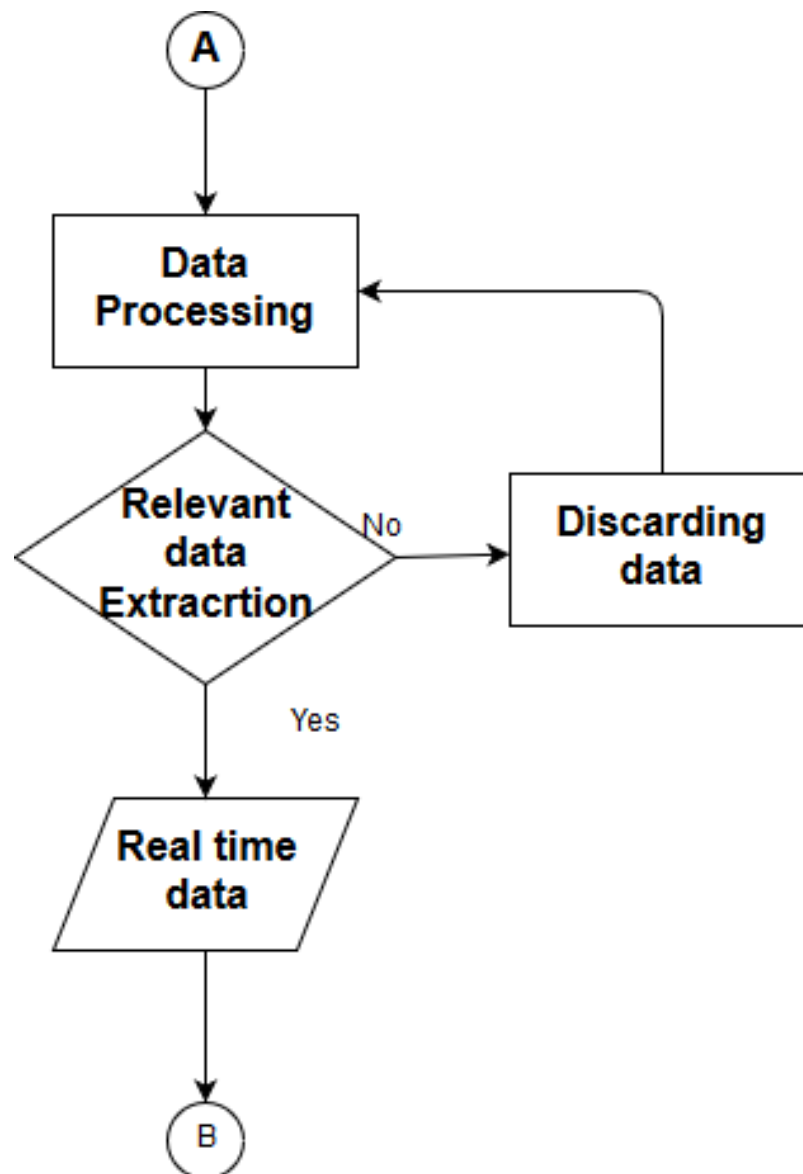 A
Data
Processing
Relevant
data
Extracrtion
No
Discarding
data
Yes
Real time
data
B